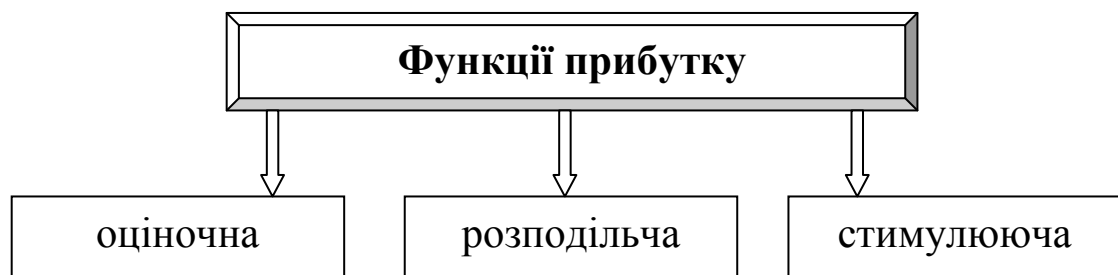 Функції прибутку
оціночна
розподільча
стимулююча